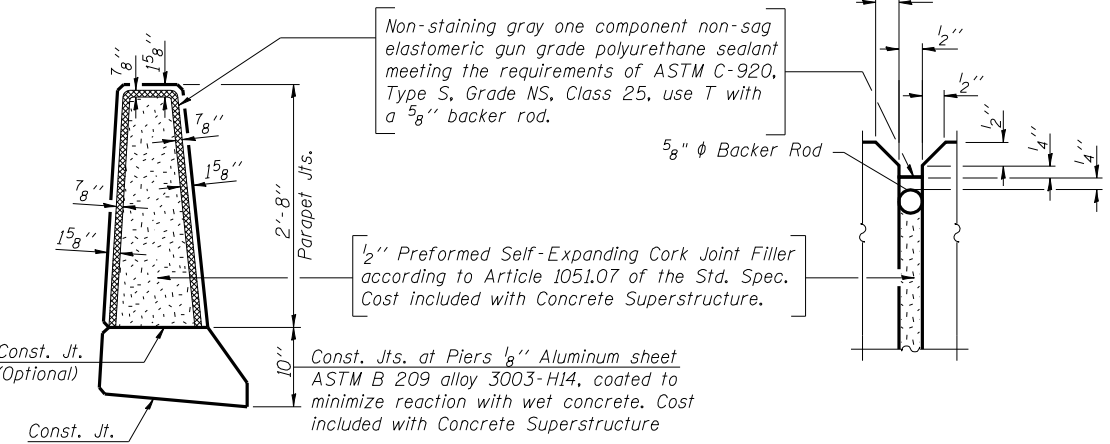 Non-staining gray one component non-sag
elastomeric gun grade polyurethane sealant
meeting the requirements of ASTM C-920,
Type S, Grade NS, Class 25, use T with
a 5/8'' backer rod.
7/8''
1 5/8''
7/8''
1 5/8''
7/8''
1 5/8''
2'-8''
Parapet Jts.
10''
1/2''
1/2''
1/4''
1/4''
5/8" ϕ Backer Rod
1/2'' Preformed Self-Expanding Cork Joint Filler
according to Article 1051.07 of the Std. Spec.
Cost included with Concrete Superstructure.
Const. Jt.
(Optional)
Const. Jts. at Piers 1/8'' Aluminum sheet
ASTM B 209 alloy 3003-H14, coated to
minimize reaction with wet concrete. Cost
included with Concrete Superstructure
Const. Jt.